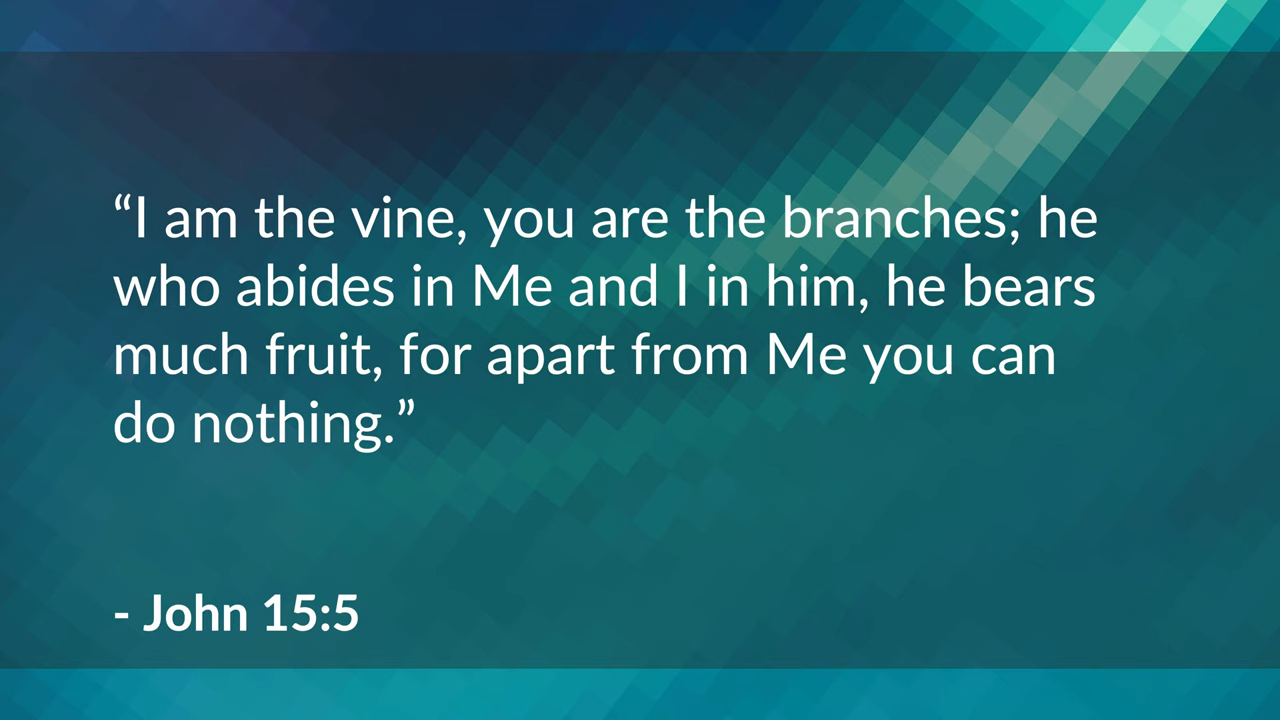 “I am the vine, you are the branches; he
who abides in Me and I in him, he bears
much fruit, for apart from Me you can
do nothing.”
- John 15:5